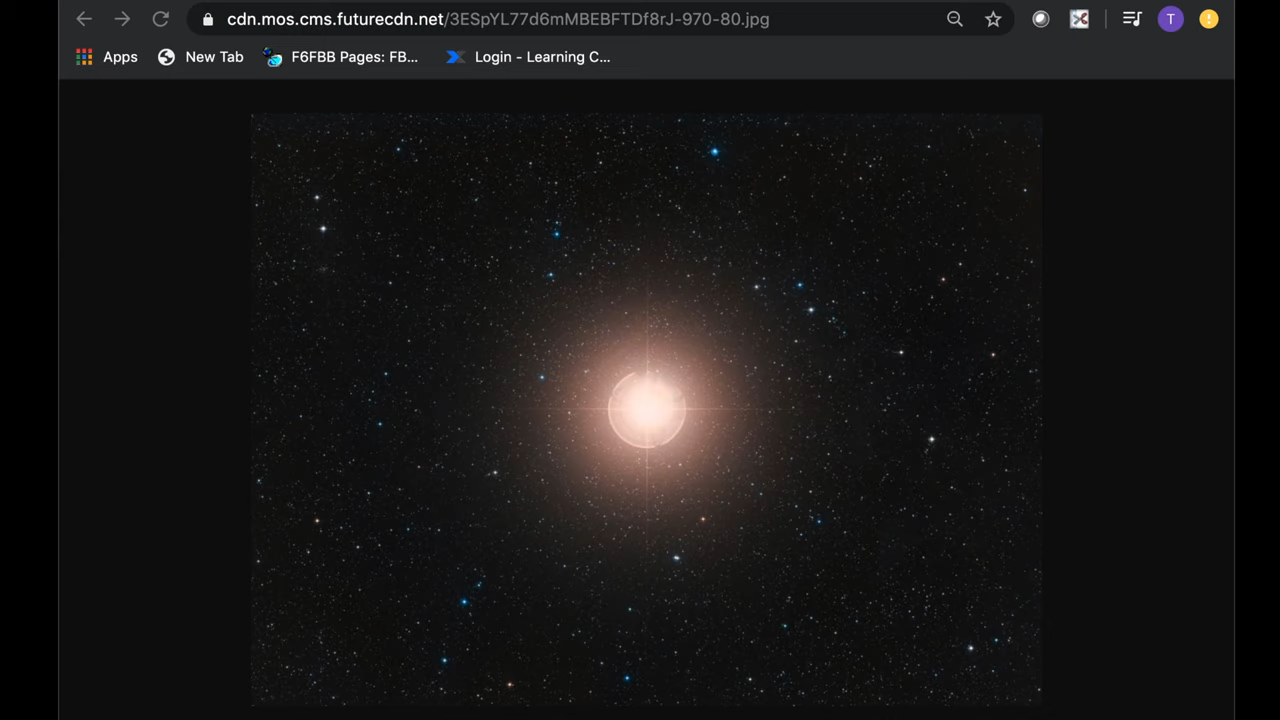 cdn.mos.cms.futurecdn.net/3ESpYL77d6mMBEBFTDf8rJ-970-80.jpg
T
Apps New Tab F6FBB Pages: FB... Login - Learning C...